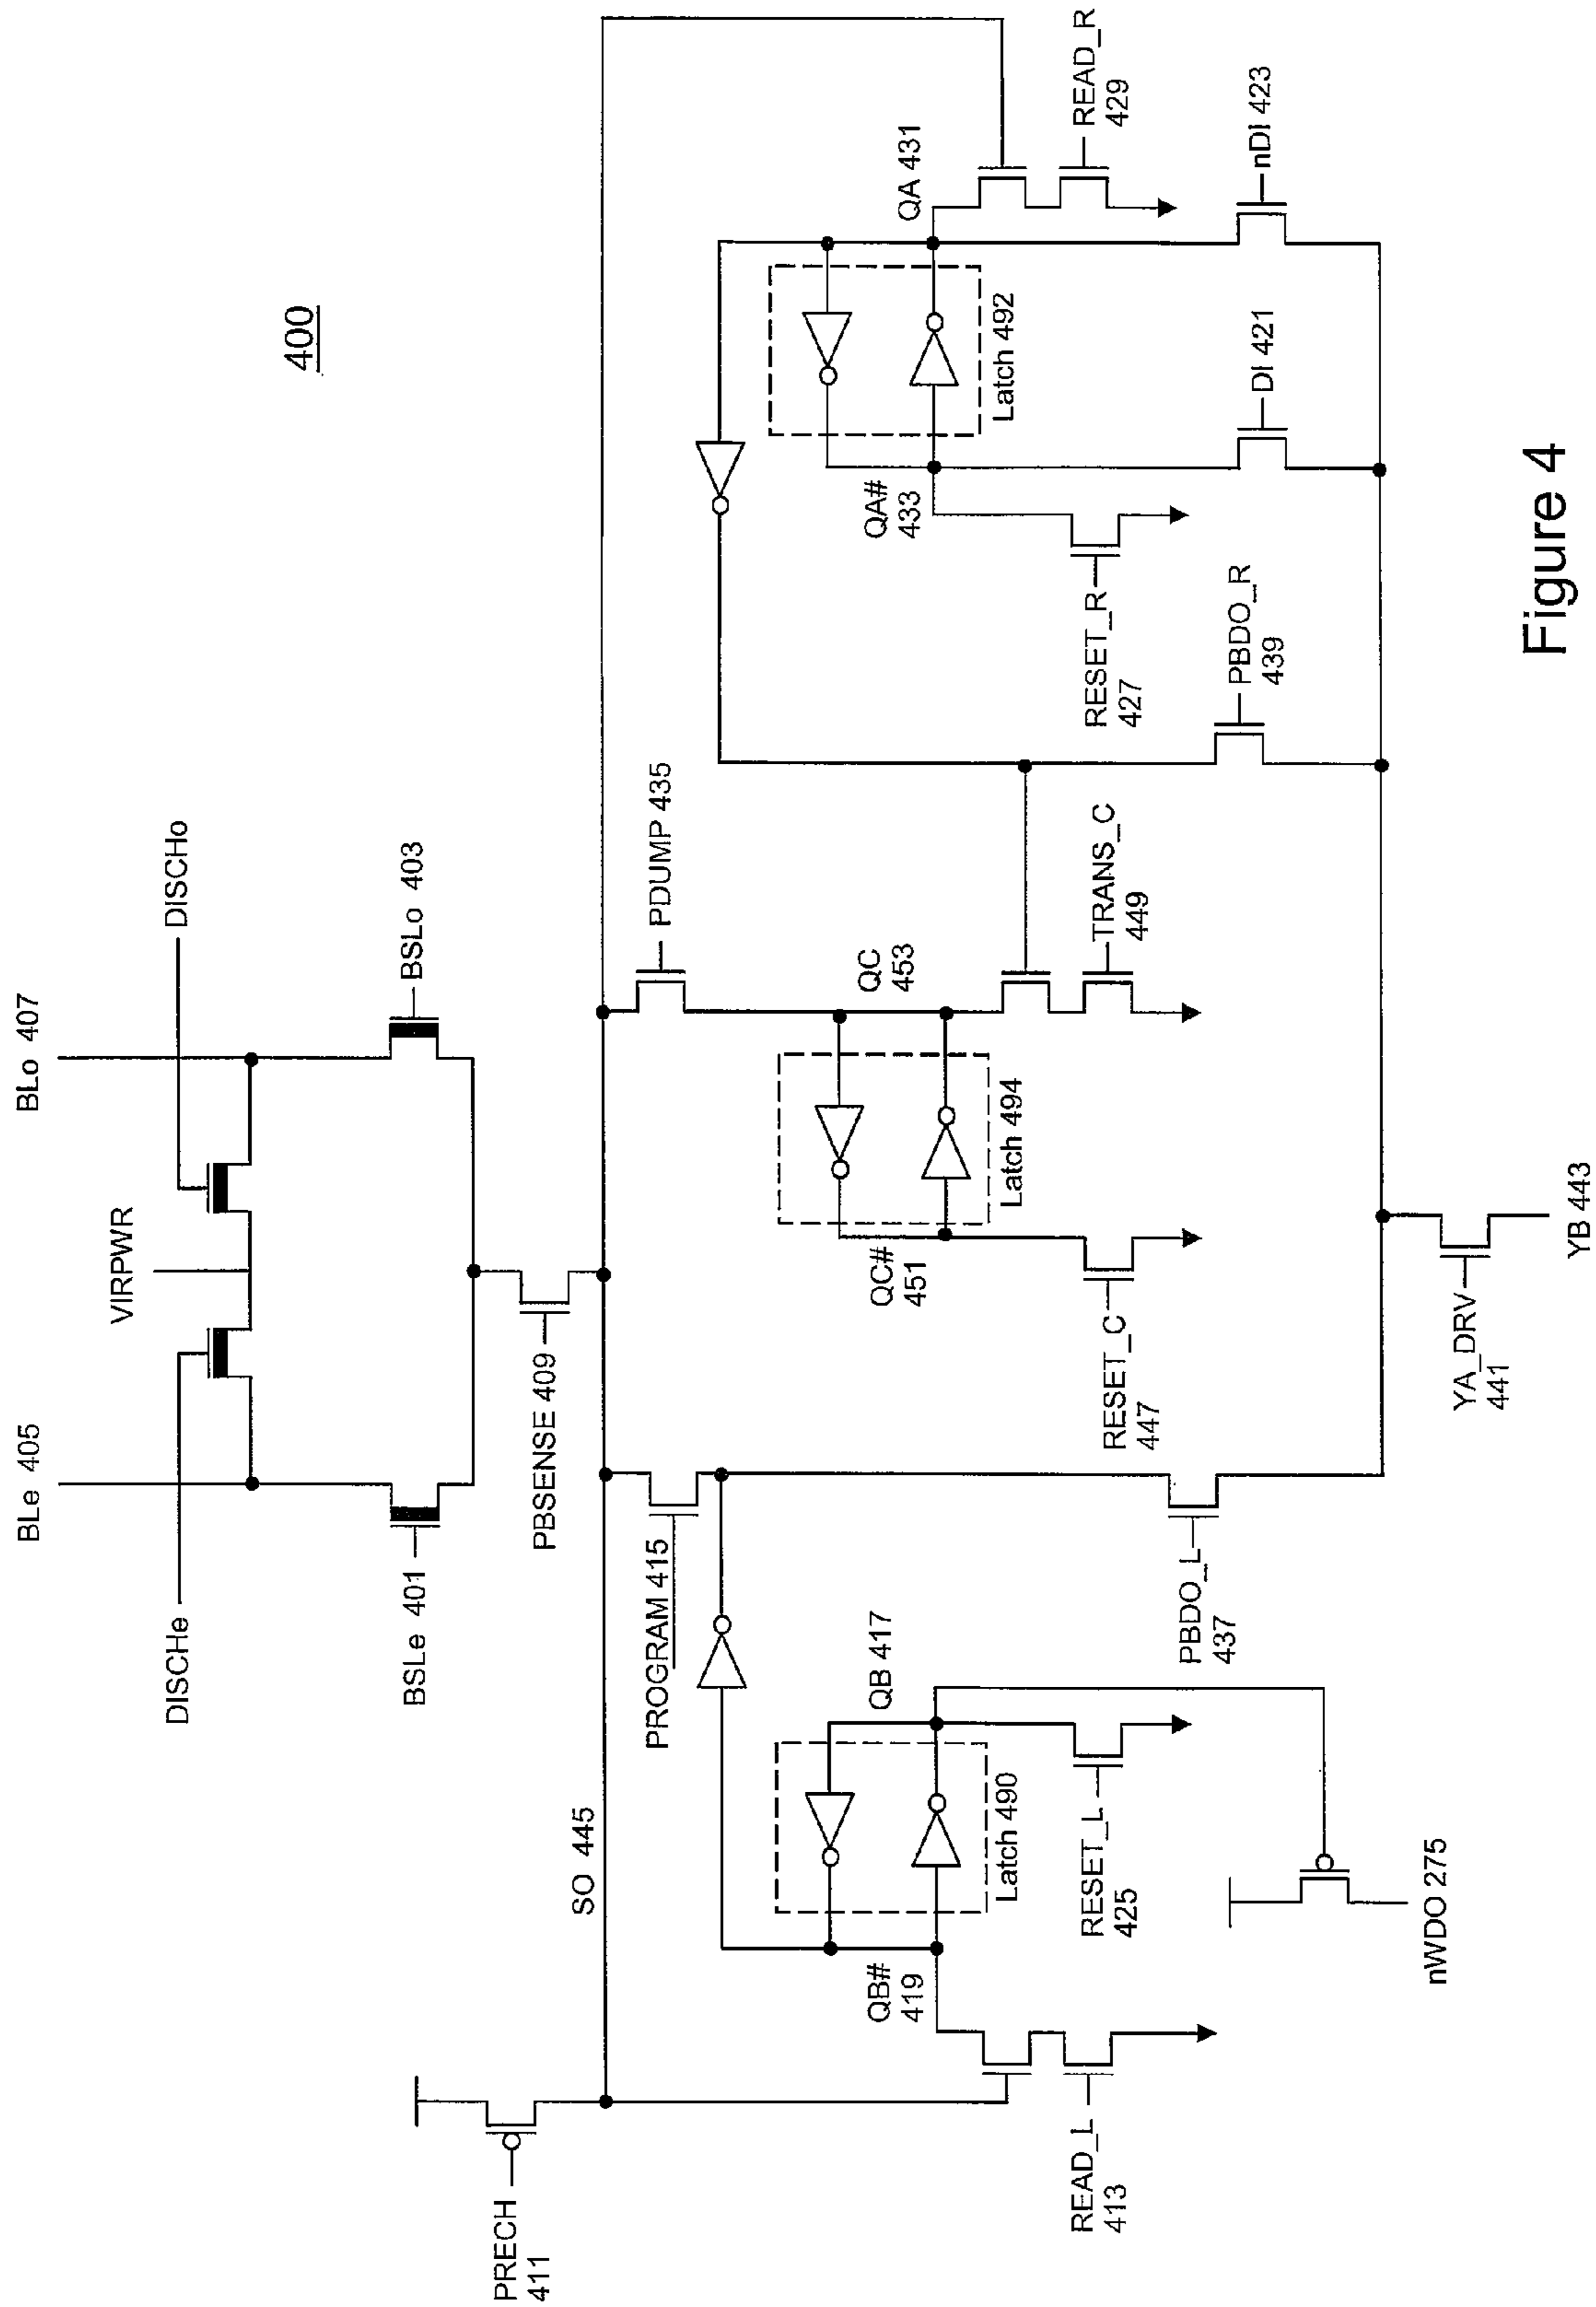 400
BLe 405
BLo 407
DISCHe
VIRPWR
DISCHo
BSLe 401
BSLo 403
PBSENSE 409
PRECH
411
SO 445
PROGRAM 415
PDUMP 435
QB#
419
QB 417
Latch 490
READ_L
413
RESET_L
425
nWDO 275
PBDO_L
437
QC#
451
QC
453
Latch 494
RESET_C
447
TRANS_C
449
QA#
433
QA 431
Latch 492
RESET_R
427
READ_R
429
PBDO_R
439
DI 421
nDI 423
YA_DRV
441
YB 443
Figure 4